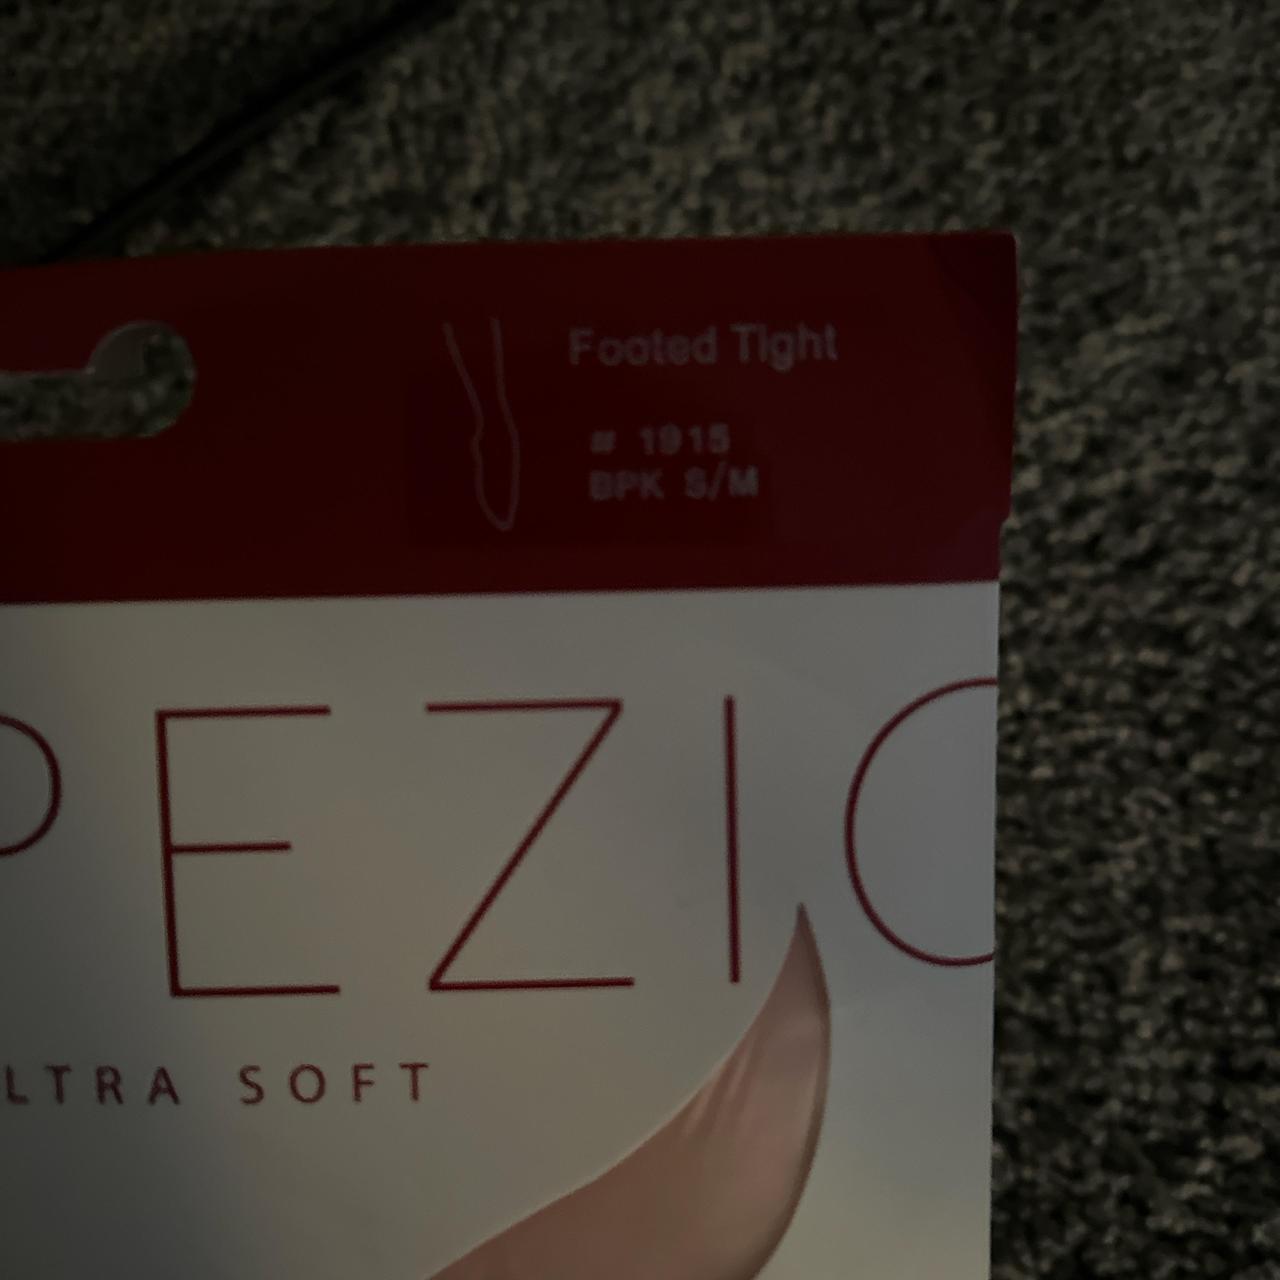 Footed Tight
# 1915
BPK S/M
PEZIO
LTRA SOFT